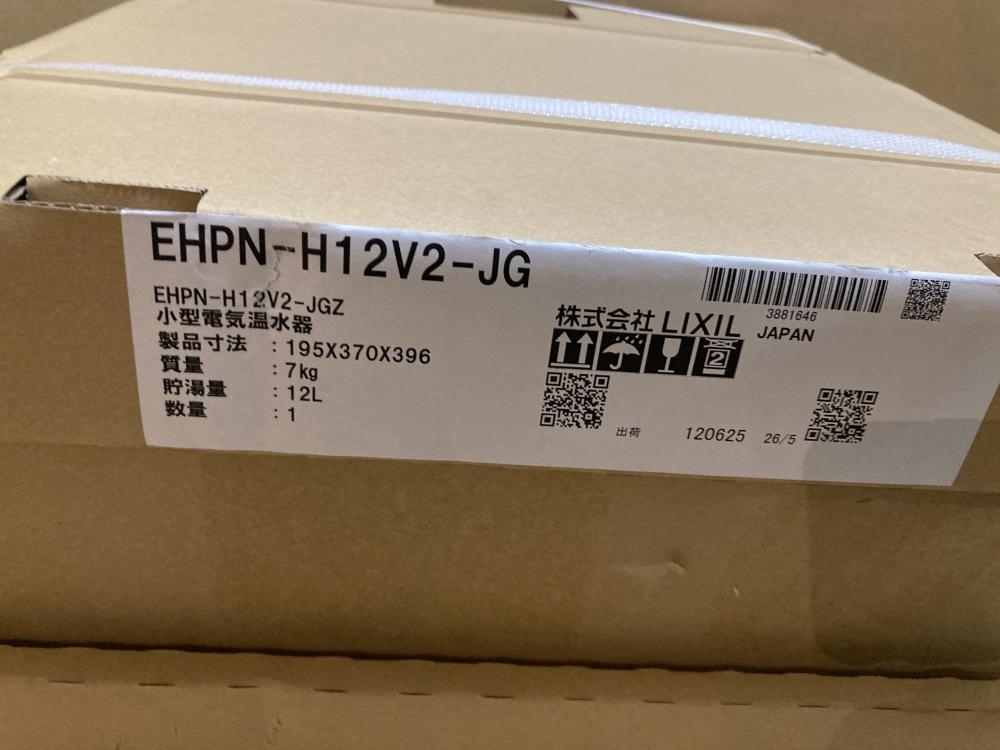 EHPN-H12V2-JG
EHPN-H12V2-JGZ
小型電気温水器
製品寸法 : 195X370X396
質量 : 7kg
貯湯量 : 12L
数量 : 1
3881646
株式会社 LIXIL JAPAN
2
出荷 120625 26/5